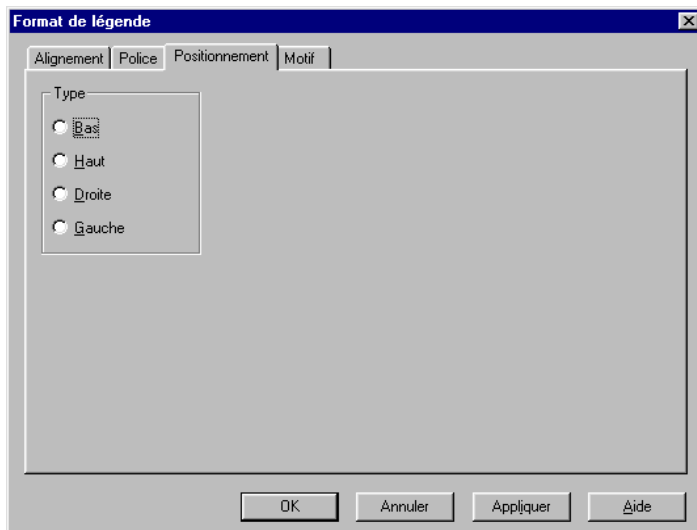 Format de légende
Alignement Police Positionnement Motif
Type
Bas
Haut
Droite
Gauche
OK Annuler Appliquer Aide